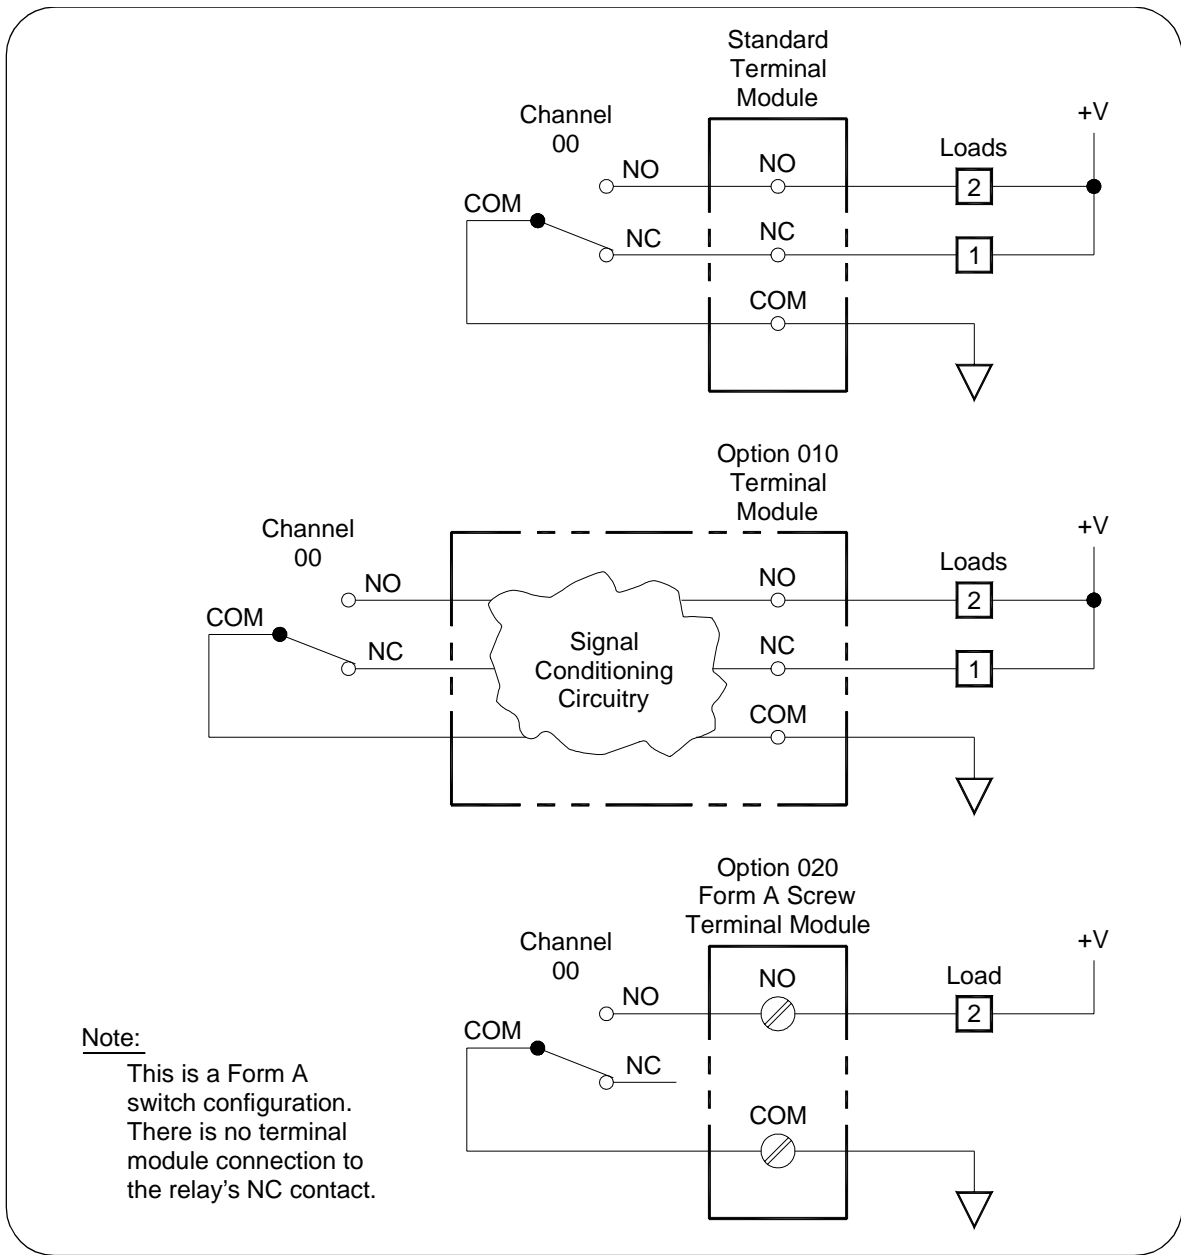 Standard
Terminal
Module
Channel
00
+V
Loads
NO
NO
2
COM
NC
NC
1
COM
Option 010
Terminal
Module
Channel
00
+V
Loads
NO
NO
2
COM
NC
Signal
Conditioning
Circuitry
NC
1
COM
Option 020
Form A Screw
Terminal Module
Channel
00
+V
Load
NO
NO
2
COM
NC
COM
Note:
This is a Form A
switch configuration.
There is no terminal
module connection to
the relay's NC contact.